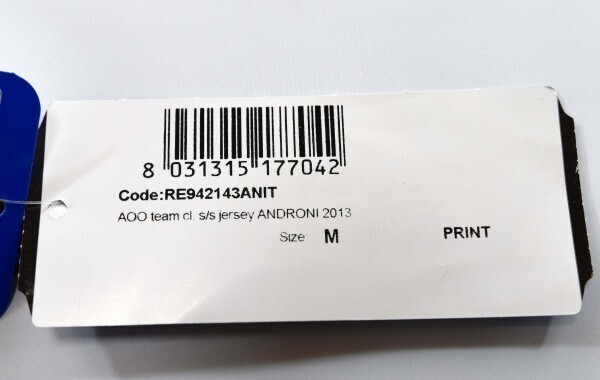 8 031315 177042
Code:RE942143ANIT
AOO team cl. s/s jersey ANDRONI 2013
Size M
PRINT